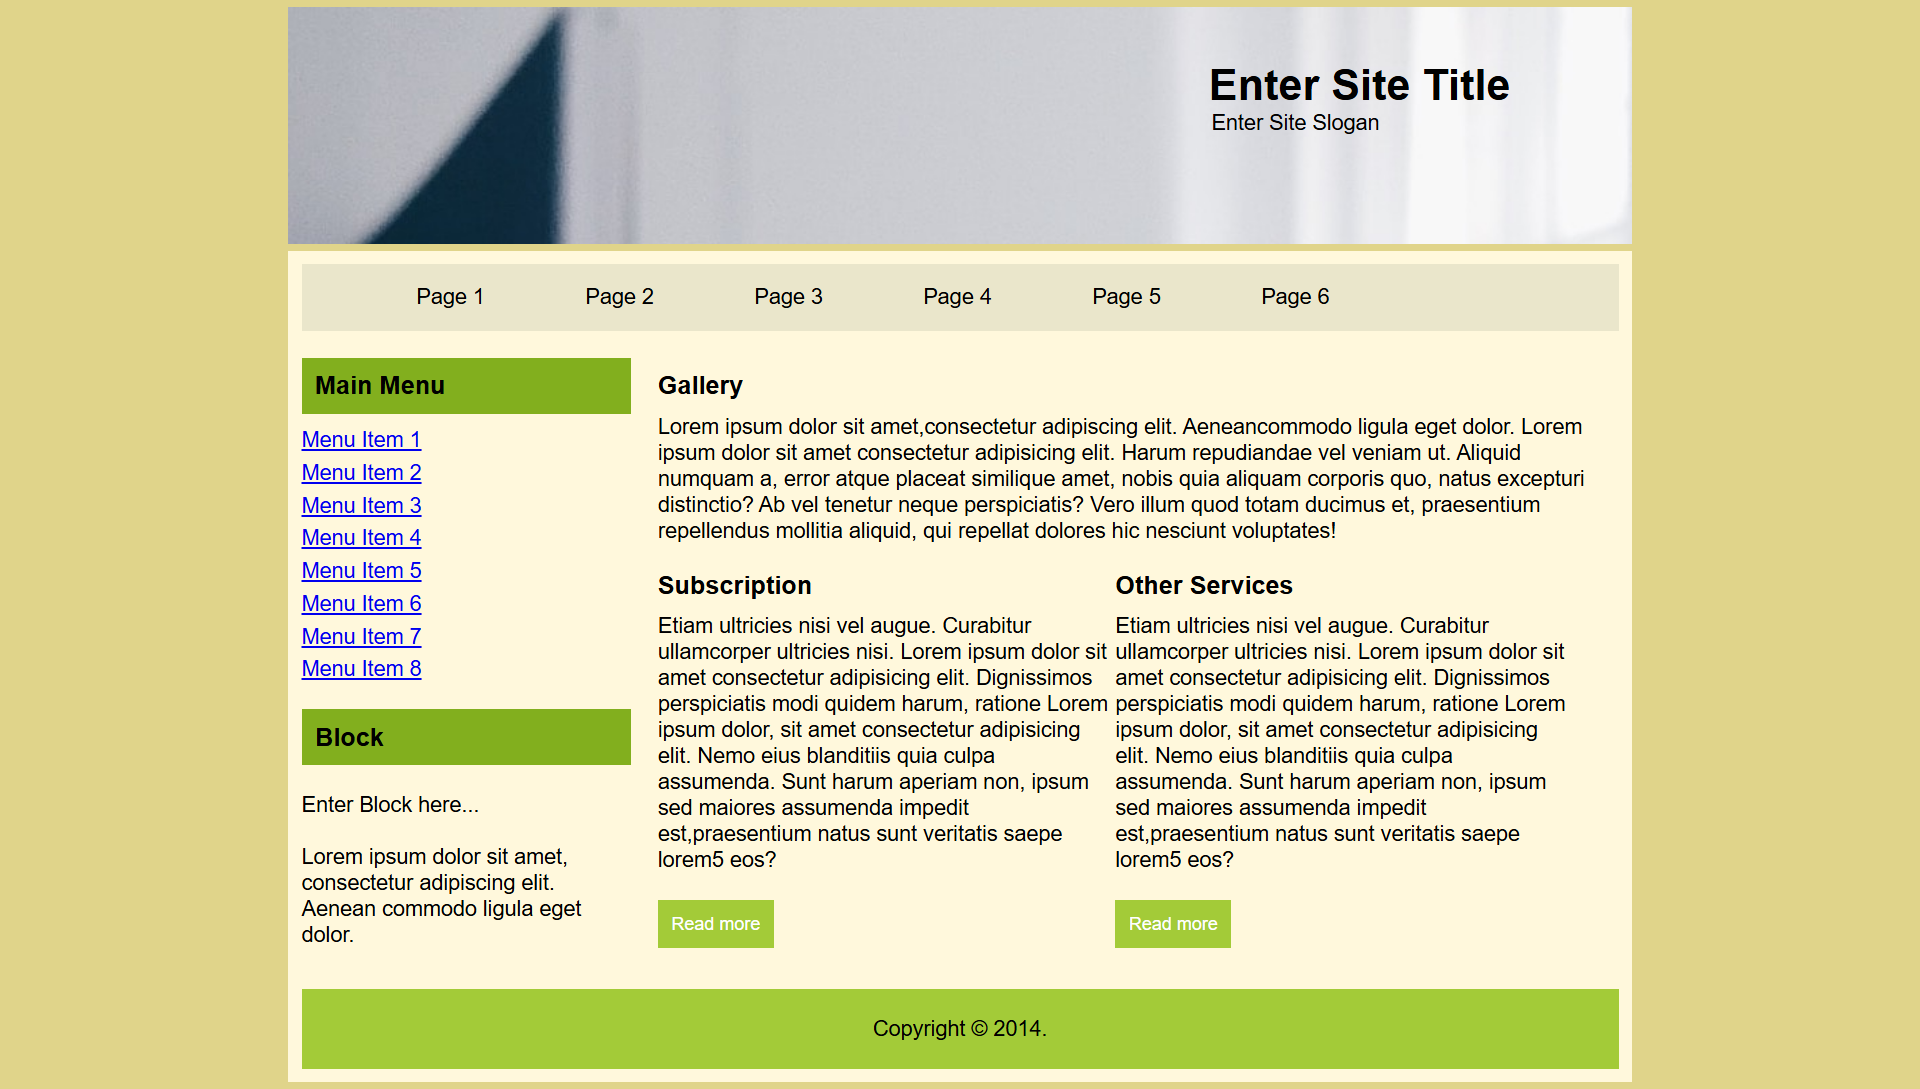 Enter Site Title
Enter Site Slogan
Page 1 Page 2 Page 3 Page 4 Page 5 Page 6
Main Menu
Menu Item 1
Menu Item 2
Menu Item 3
Menu Item 4
Menu Item 5
Menu Item 6
Menu Item 7
Menu Item 8
Block
Enter Block here...
Lorem ipsum dolor sit amet,
consectetur adipiscing elit.
Aenean commodo ligula eget
dolor.
Gallery
Lorem ipsum dolor sit amet,consectetur adipiscing elit. Aeneancommodo ligula eget dolor. Lorem
ipsum dolor sit amet consectetur adipisicing elit. Harum repudiandae vel veniam ut. Aliquid
numquam a, error atque placeat similique amet, nobis quia aliquam corporis quo, natus excepturi
distinctio? Ab vel tenetur neque perspiciatis? Vero illum quod totam ducimus et, praesentium
repellendus mollitia aliquid, qui repellat dolores hic nesciunt voluptates!
Subscription
Etiam ultricies nisi vel augue. Curabitur
ullamcorper ultricies nisi. Lorem ipsum dolor sit
amet consectetur adipisicing elit. Dignissimos
perspiciatis modi quidem harum, ratione Lorem
ipsum dolor, sit amet consectetur adipisicing
elit. Nemo eius blanditiis quia culpa
assumenda. Sunt harum aperiam non, ipsum
sed maiores assumenda impedit
est,praesentium natus sunt veritatis saepe
lorem5 eos?
Read more
Other Services
Etiam ultricies nisi vel augue. Curabitur
ullamcorper ultricies nisi. Lorem ipsum dolor sit
amet consectetur adipisicing elit. Dignissimos
perspiciatis modi quidem harum, ratione Lorem
ipsum dolor, sit amet consectetur adipisicing
elit. Nemo eius blanditiis quia culpa
assumenda. Sunt harum aperiam non, ipsum
sed maiores assumenda impedit
est,praesentium natus sunt veritatis saepe
lorem5 eos?
Read more
Copyright © 2014.